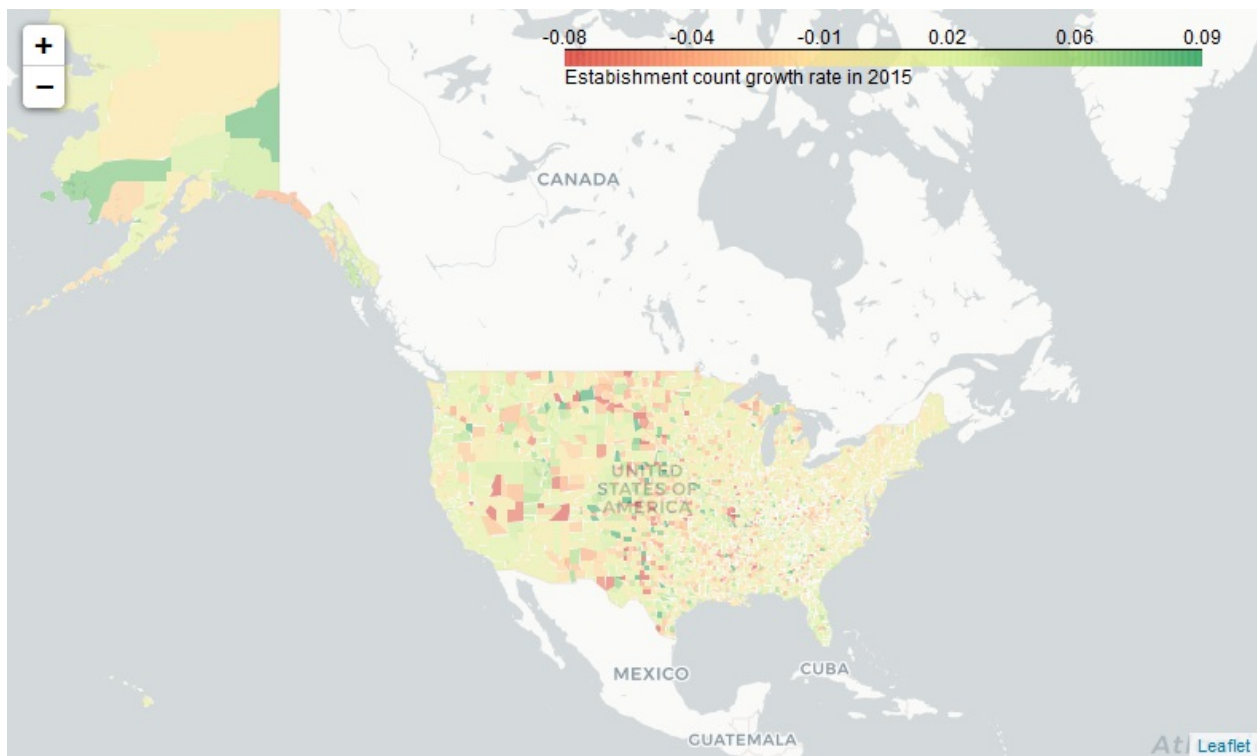 +
−
-0.08 -0.04 -0.01 0.02 0.06 0.09
Estabishment count growth rate in 2015
CANADA
UNITED
STATES OF
AMERICA
MEXICO
CUBA
GUATEMALA
Leaflet